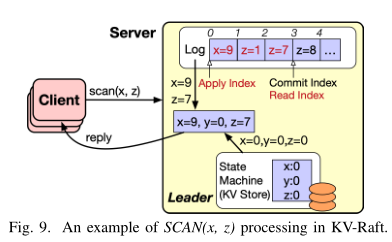 Server
0 1 2 3 4
Log x=9 z=1 z=7 z=8 ...
Client
scan(x, z)
x=9
z=7
Apply Index
Commit Index
Read Index
reply
x=9, y=0, z=7
x=0,y=0,z=0
State
Machine
(KV Store)
x:0
y:0
z:0
Leader
Fig. 9. An example of SCAN(x, z) processing in KV-Raft.